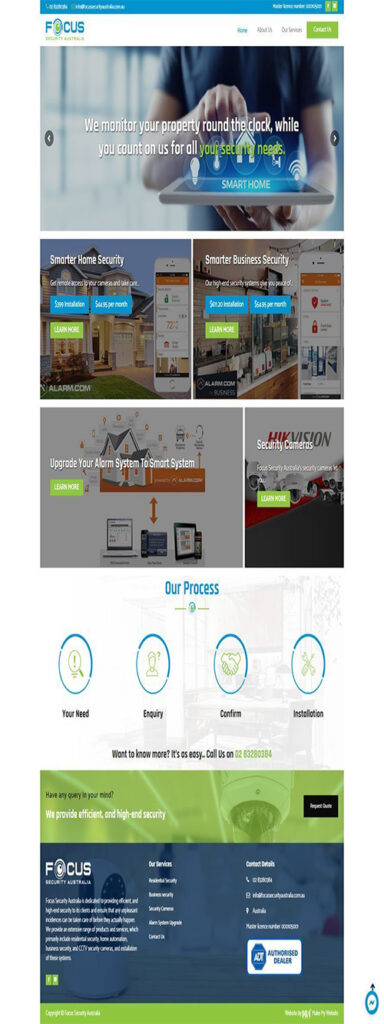 02 83280384 info@focussecurityaustralia.com.au
Master licence number 000105001
FOCUS
SECURITY AUSTRALIA
Home About Us Our Services Contact Us
We monitor your property round the clock, while
you count on us for all your security needs.
SMART HOME
Smarter Home Security
Get remote access to your cameras and take care...
$399 Installation $44.95 per month
LEARN MORE
ALARM.COM
Smarter Business Security
Our high-end security systems give you peace of...
$601.20 Installation $54.95 per month
LEARN MORE
ALARM.COM
for BUSINESS
Upgrade Your Alarm System To Smart System
LEARN MORE
powered by ALARM.COM
HIKVISION
Security Cameras
Focus Security Australia's security cameras let
you...
LEARN MORE
Our Process
Your Need Enquiry Confirm Installation
Want to know more? It's as easy.. Call Us on 02 83280384
Have any query in your mind?
We provide efficient, and high-end security
Request Quote
FOCUS
SECURITY AUSTRALIA
Focus Security Australia is dedicated to providing efficient, and
high-end security to its clients and ensure that any unpleasant
incidences can be taken care of before they actually happen.
We provide an extensive range of products and services, which
primarily include residential security, home automation,
business security, and CCTV security cameras, and installation
of these systems.
Our Services
Residential Security
Business security
Security Cameras
Alarm System Upgrade
Contact Us
Contact Details
02 83280384
info@focussecurityaustralia.com.au
Australia
Master licence number 000105001
ADT AUTHORISED
DEALER
Copyright © Focus Security Australia
Website by Make My Website